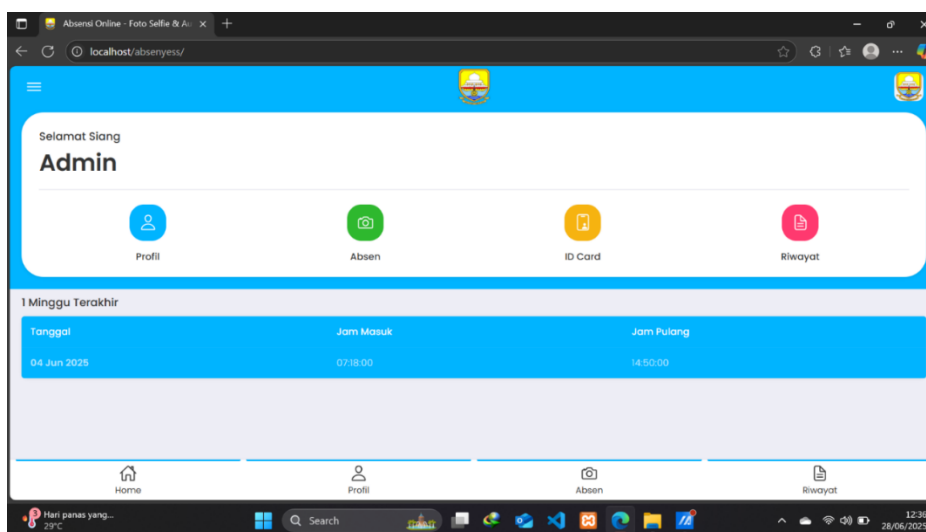 Absensi Online - Foto Selfie & Au
localhost/absenyess/
Selamat Siang
Admin
Profil
Absen
ID Card
Riwayat
1 Minggu Terakhir
Tanggal Jam Masuk Jam Pulang
04 Jun 2025 07:18:00 14:50:00
Home
Profil
Absen
Riwayat
3
Hari panas yang...
29°C
Search
12:36
28/06/2025